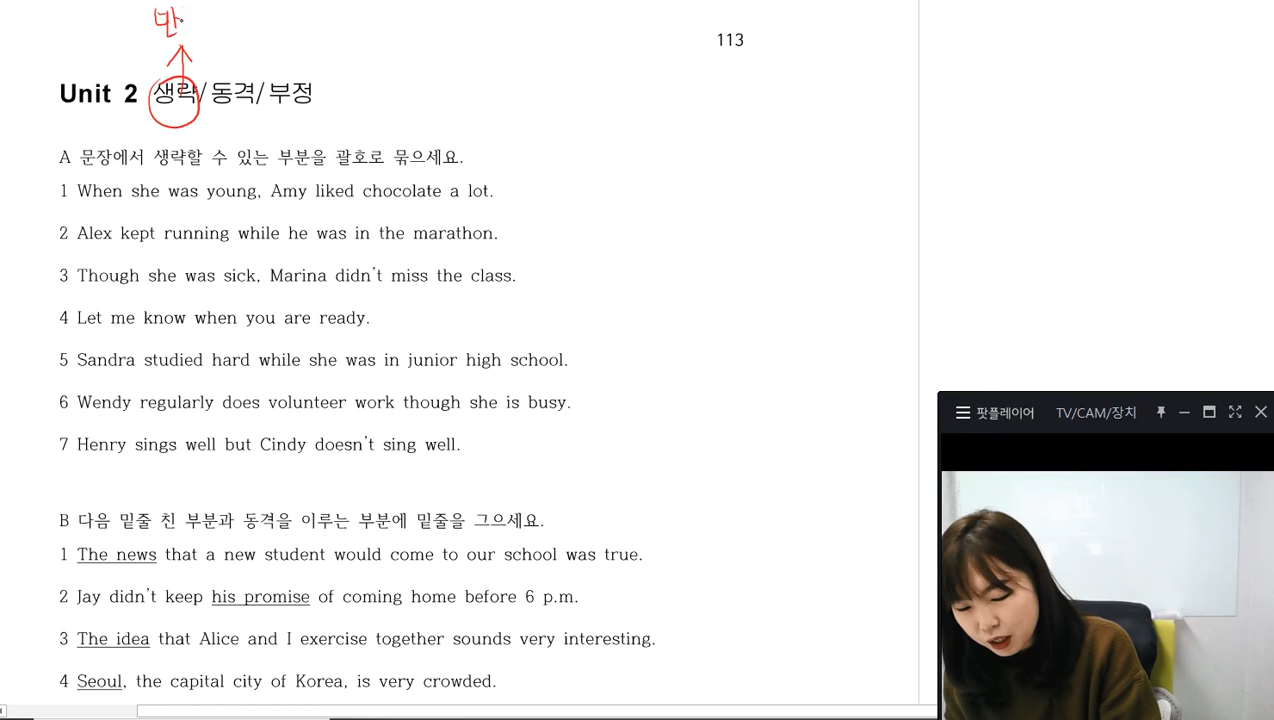 반
113
Unit 2 생략/동격/부정
A 문장에서 생략할 수 있는 부분을 괄호로 묶으세요.
1 When she was young, Amy liked chocolate a lot.
2 Alex kept running while he was in the marathon.
3 Though she was sick, Marina didn't miss the class.
4 Let me know when you are ready.
5 Sandra studied hard while she was in junior high school.
6 Wendy regularly does volunteer work though she is busy.
7 Henry sings well but Cindy doesn't sing well.
B 다음 밑줄 친 부분과 동격을 이루는 부분에 밑줄을 그으세요.
1 The news that a new student would come to our school was true.
2 Jay didn't keep his promise of coming home before 6 p.m.
3 The idea that Alice and I exercise together sounds very interesting.
4 Seoul, the capital city of Korea, is very crowded.
팟플레이어 TV/CAM/장치